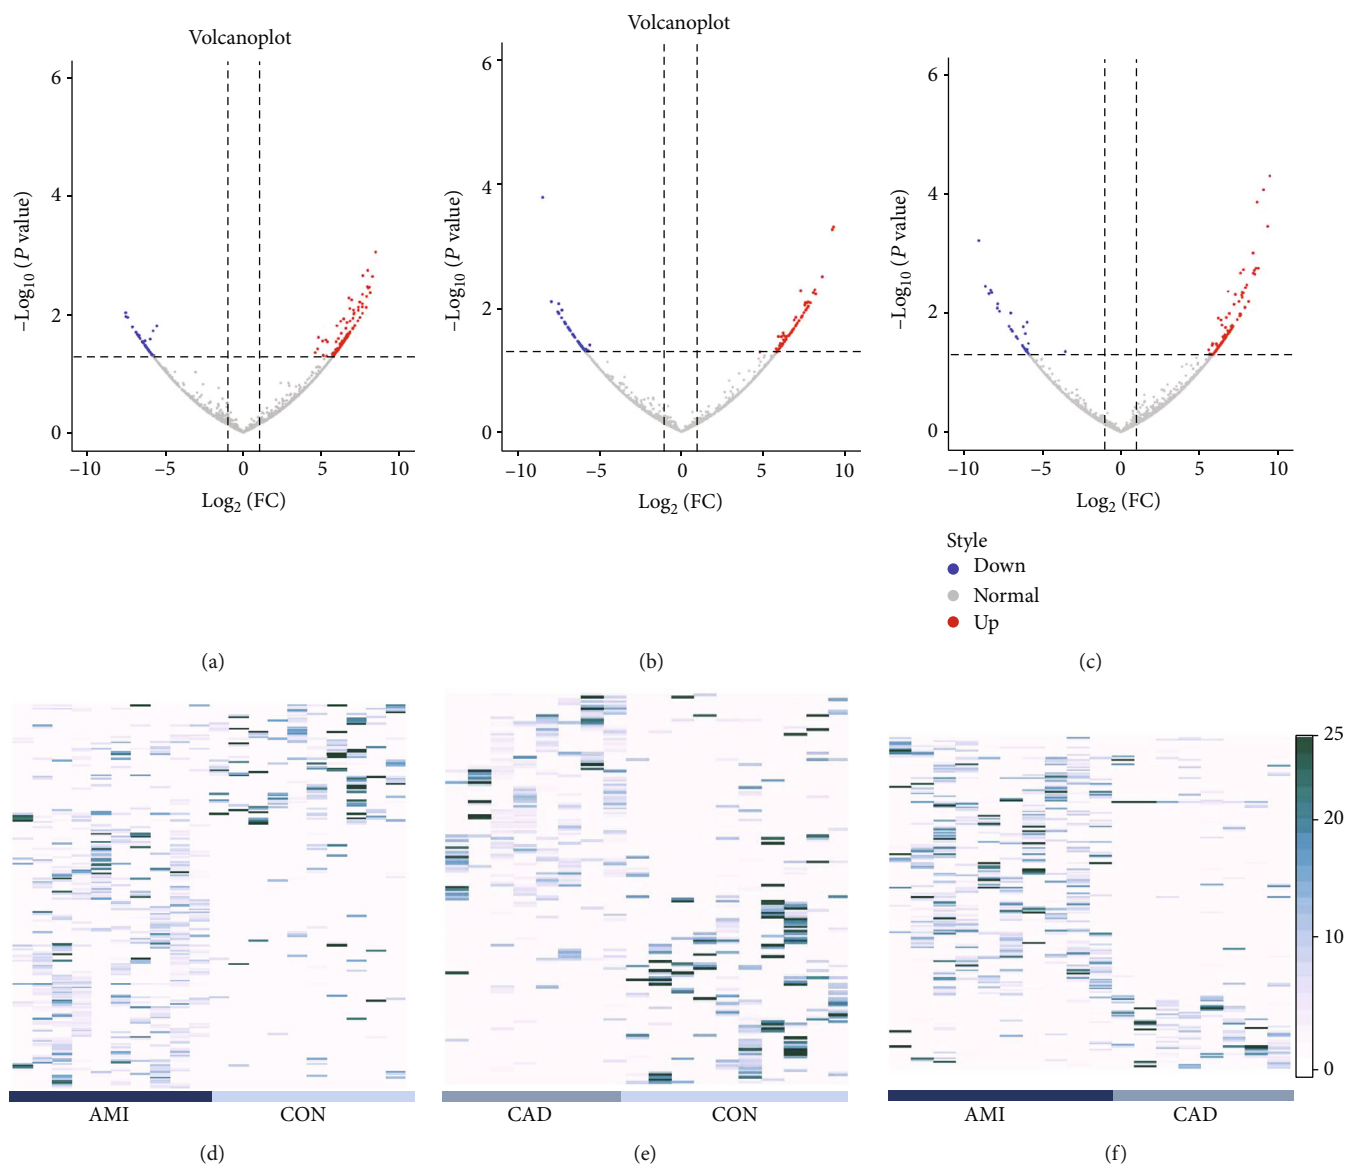 Volcanoplot
6
4
2
0
–Log10 (P value)
–10 –5 0 5 10
Log2 (FC)
(a)
Volcanoplot
6
4
2
0
–Log10 (P value)
–10 –5 0 5 10
Log2 (FC)
(b)
6
4
2
0
–Log10 (P value)
–10 –5 0 5 10
Log2 (FC)
Style
Down
Normal
Up
(c)
AMI CON
(d)
CAD CON
(e)
25
20
10
0
AMI CAD
(f)